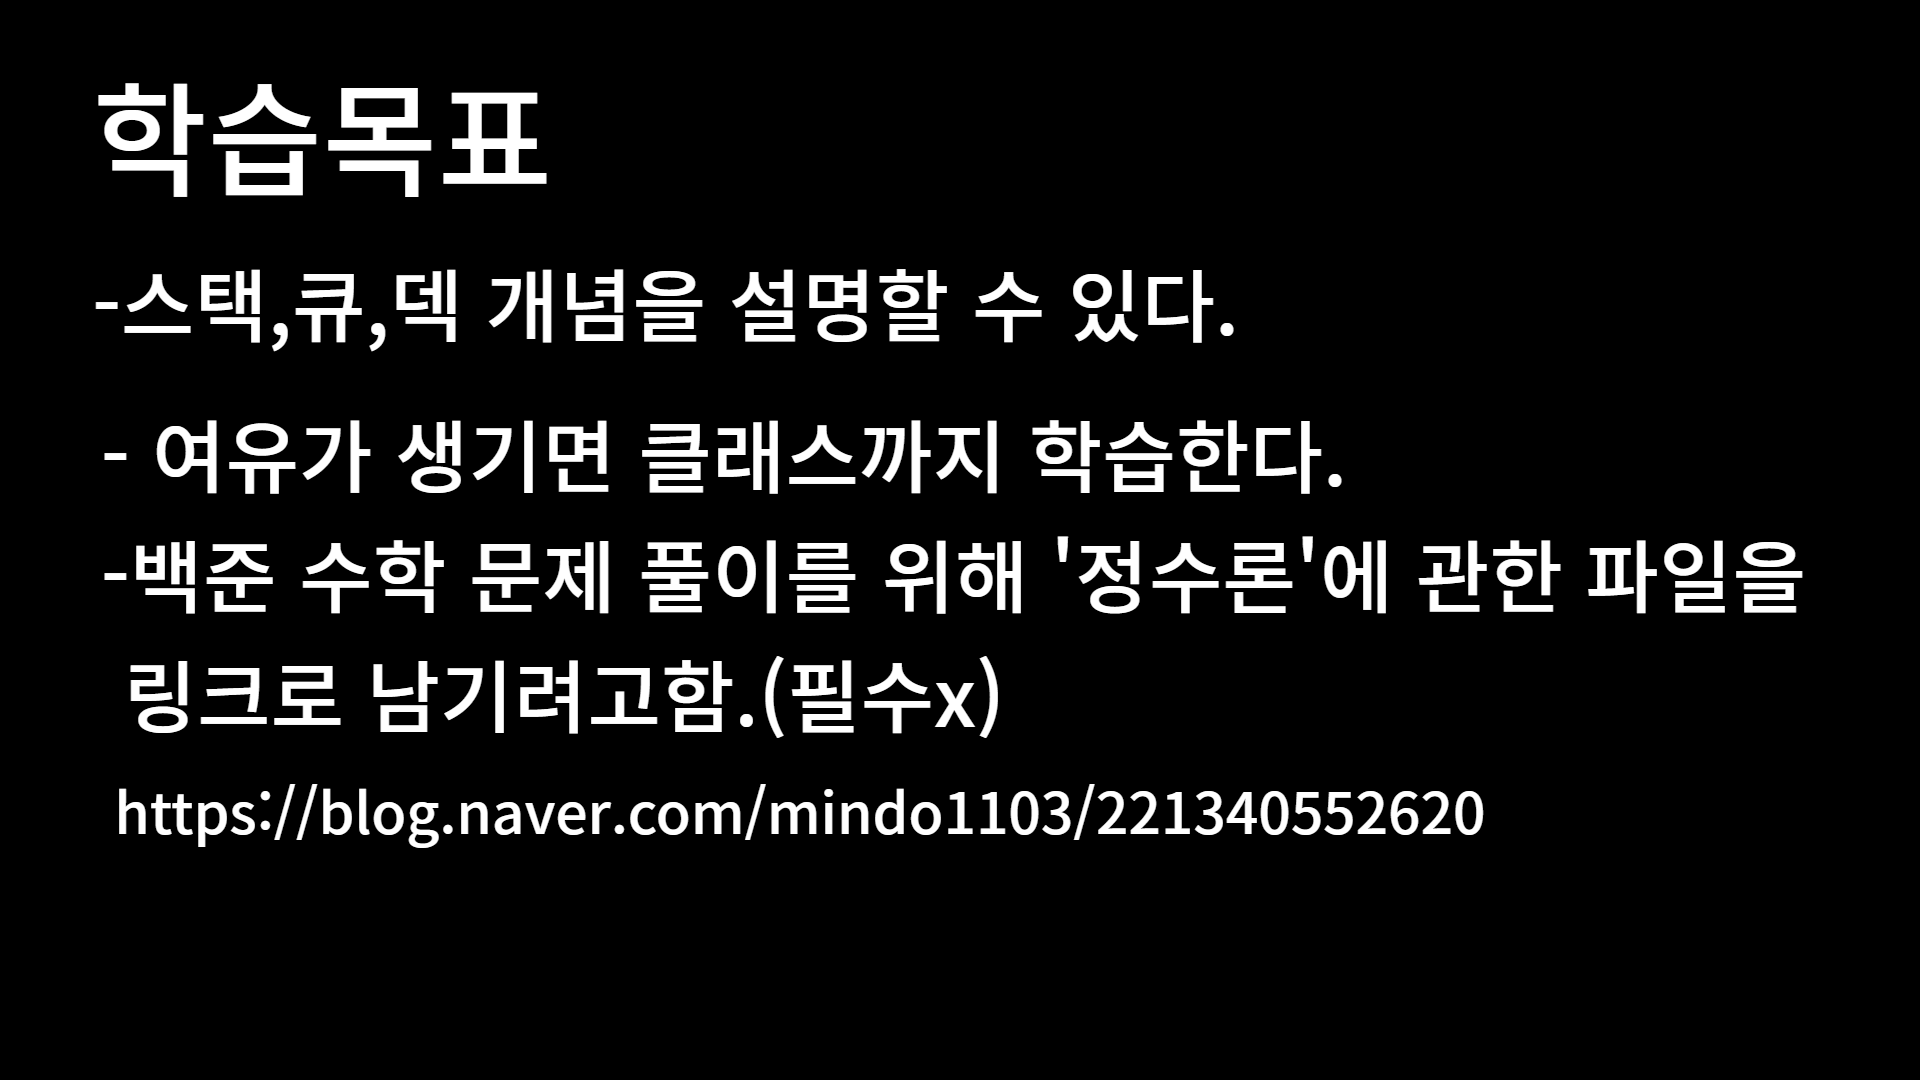 학습목표
-스택,큐,덱 개념을 설명할 수 있다.
- 여유가 생기면 클래스까지 학습한다.
-백준 수학 문제 풀이를 위해 '정수론'에 관한 파일을
링크로 남기려고함.(필수x)
https://blog.naver.com/mindo1103/221340552620